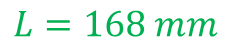 L = 168 mm